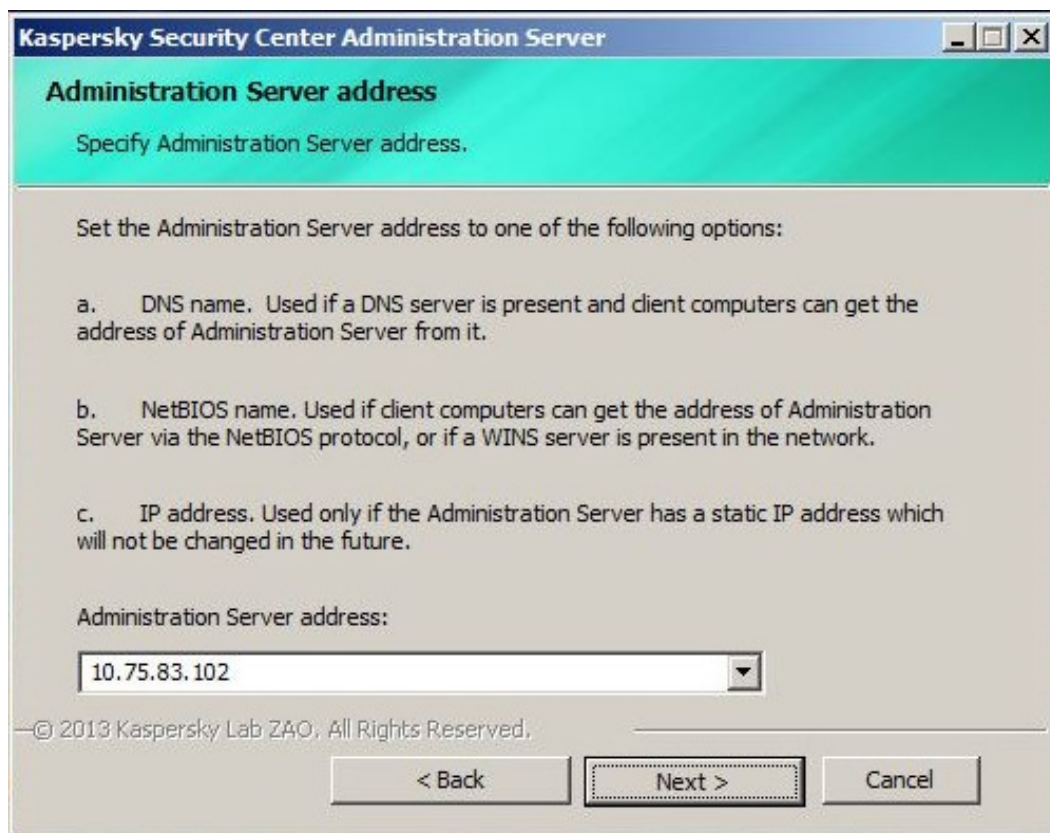 Kaspersky Security Center Administration Server
Administration Server address
Specify Administration Server address.
Set the Administration Server address to one of the following options:
a. DNS name. Used if a DNS server is present and client computers can get the
address of Administration Server from it.
b. NetBIOS name. Used if client computers can get the address of Administration
Server via the NetBIOS protocol, or if a WINS server is present in the network.
c. IP address. Used only if the Administration Server has a static IP address which
will not be changed in the future.
Administration Server address:
10.75.83.102
© 2013 Kaspersky Lab ZAO. All Rights Reserved.
< Back Next > Cancel